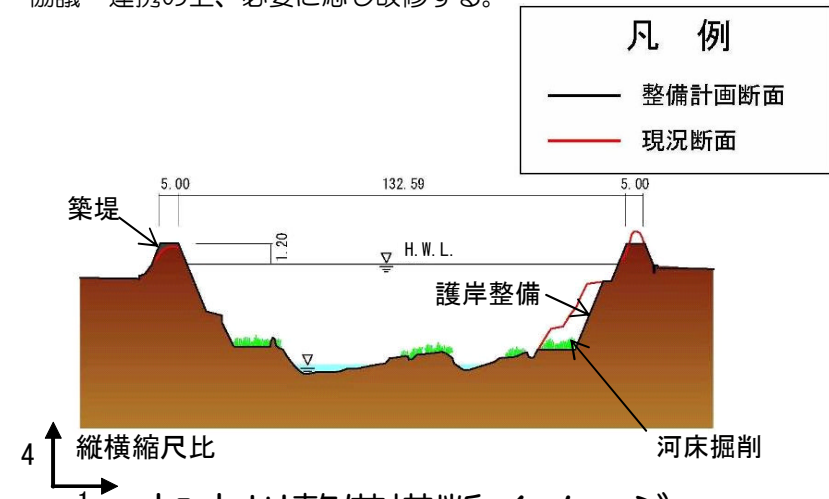 協議・連携の上、必要に応じ改修する。
凡 例
整備計画断面
現況断面
5.00
132.59
5.00
築堤
1.20
H.W.L.
護岸整備
4
縦横縮尺比
河床掘削
1